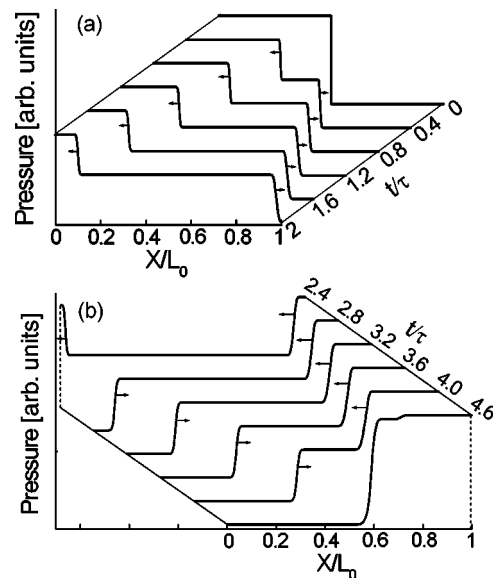 (a)
Pressure [arb. units]
0
0.4
0.8
1.2
1.6
2
t/τ
0 0.2 0.4 0.6 0.8 1
X/L₀
(b)
Pressure [arb. units]
2.4
2.8
3.2
3.6
4.0
4.6
t/τ
0 0.2 0.4 0.6 0.8 1
X/L₀